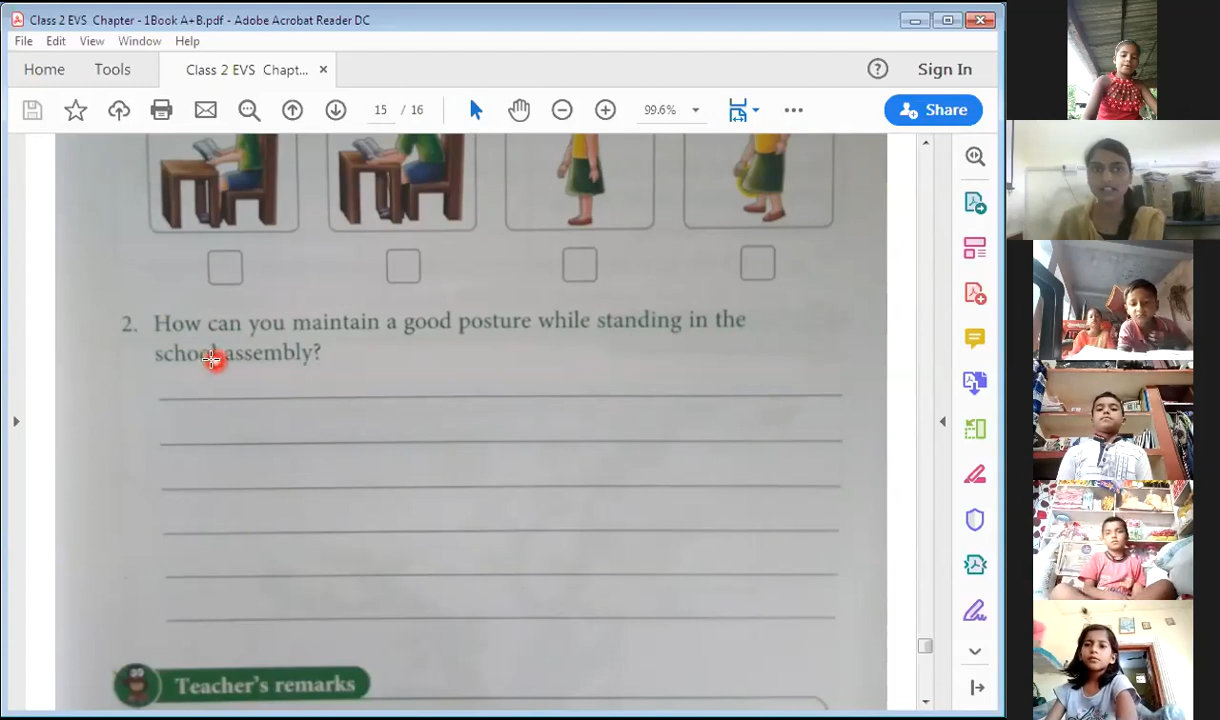 Class 2 EVS Chapter - 1Book A+B.pdf - Adobe Acrobat Reader DC
File Edit View Window Help
Home Tools Class 2 EVS Chapt... × Sign In
15 / 16 99.6% Share
2. How can you maintain a good posture while standing in the
school assembly?
Teacher's remarks